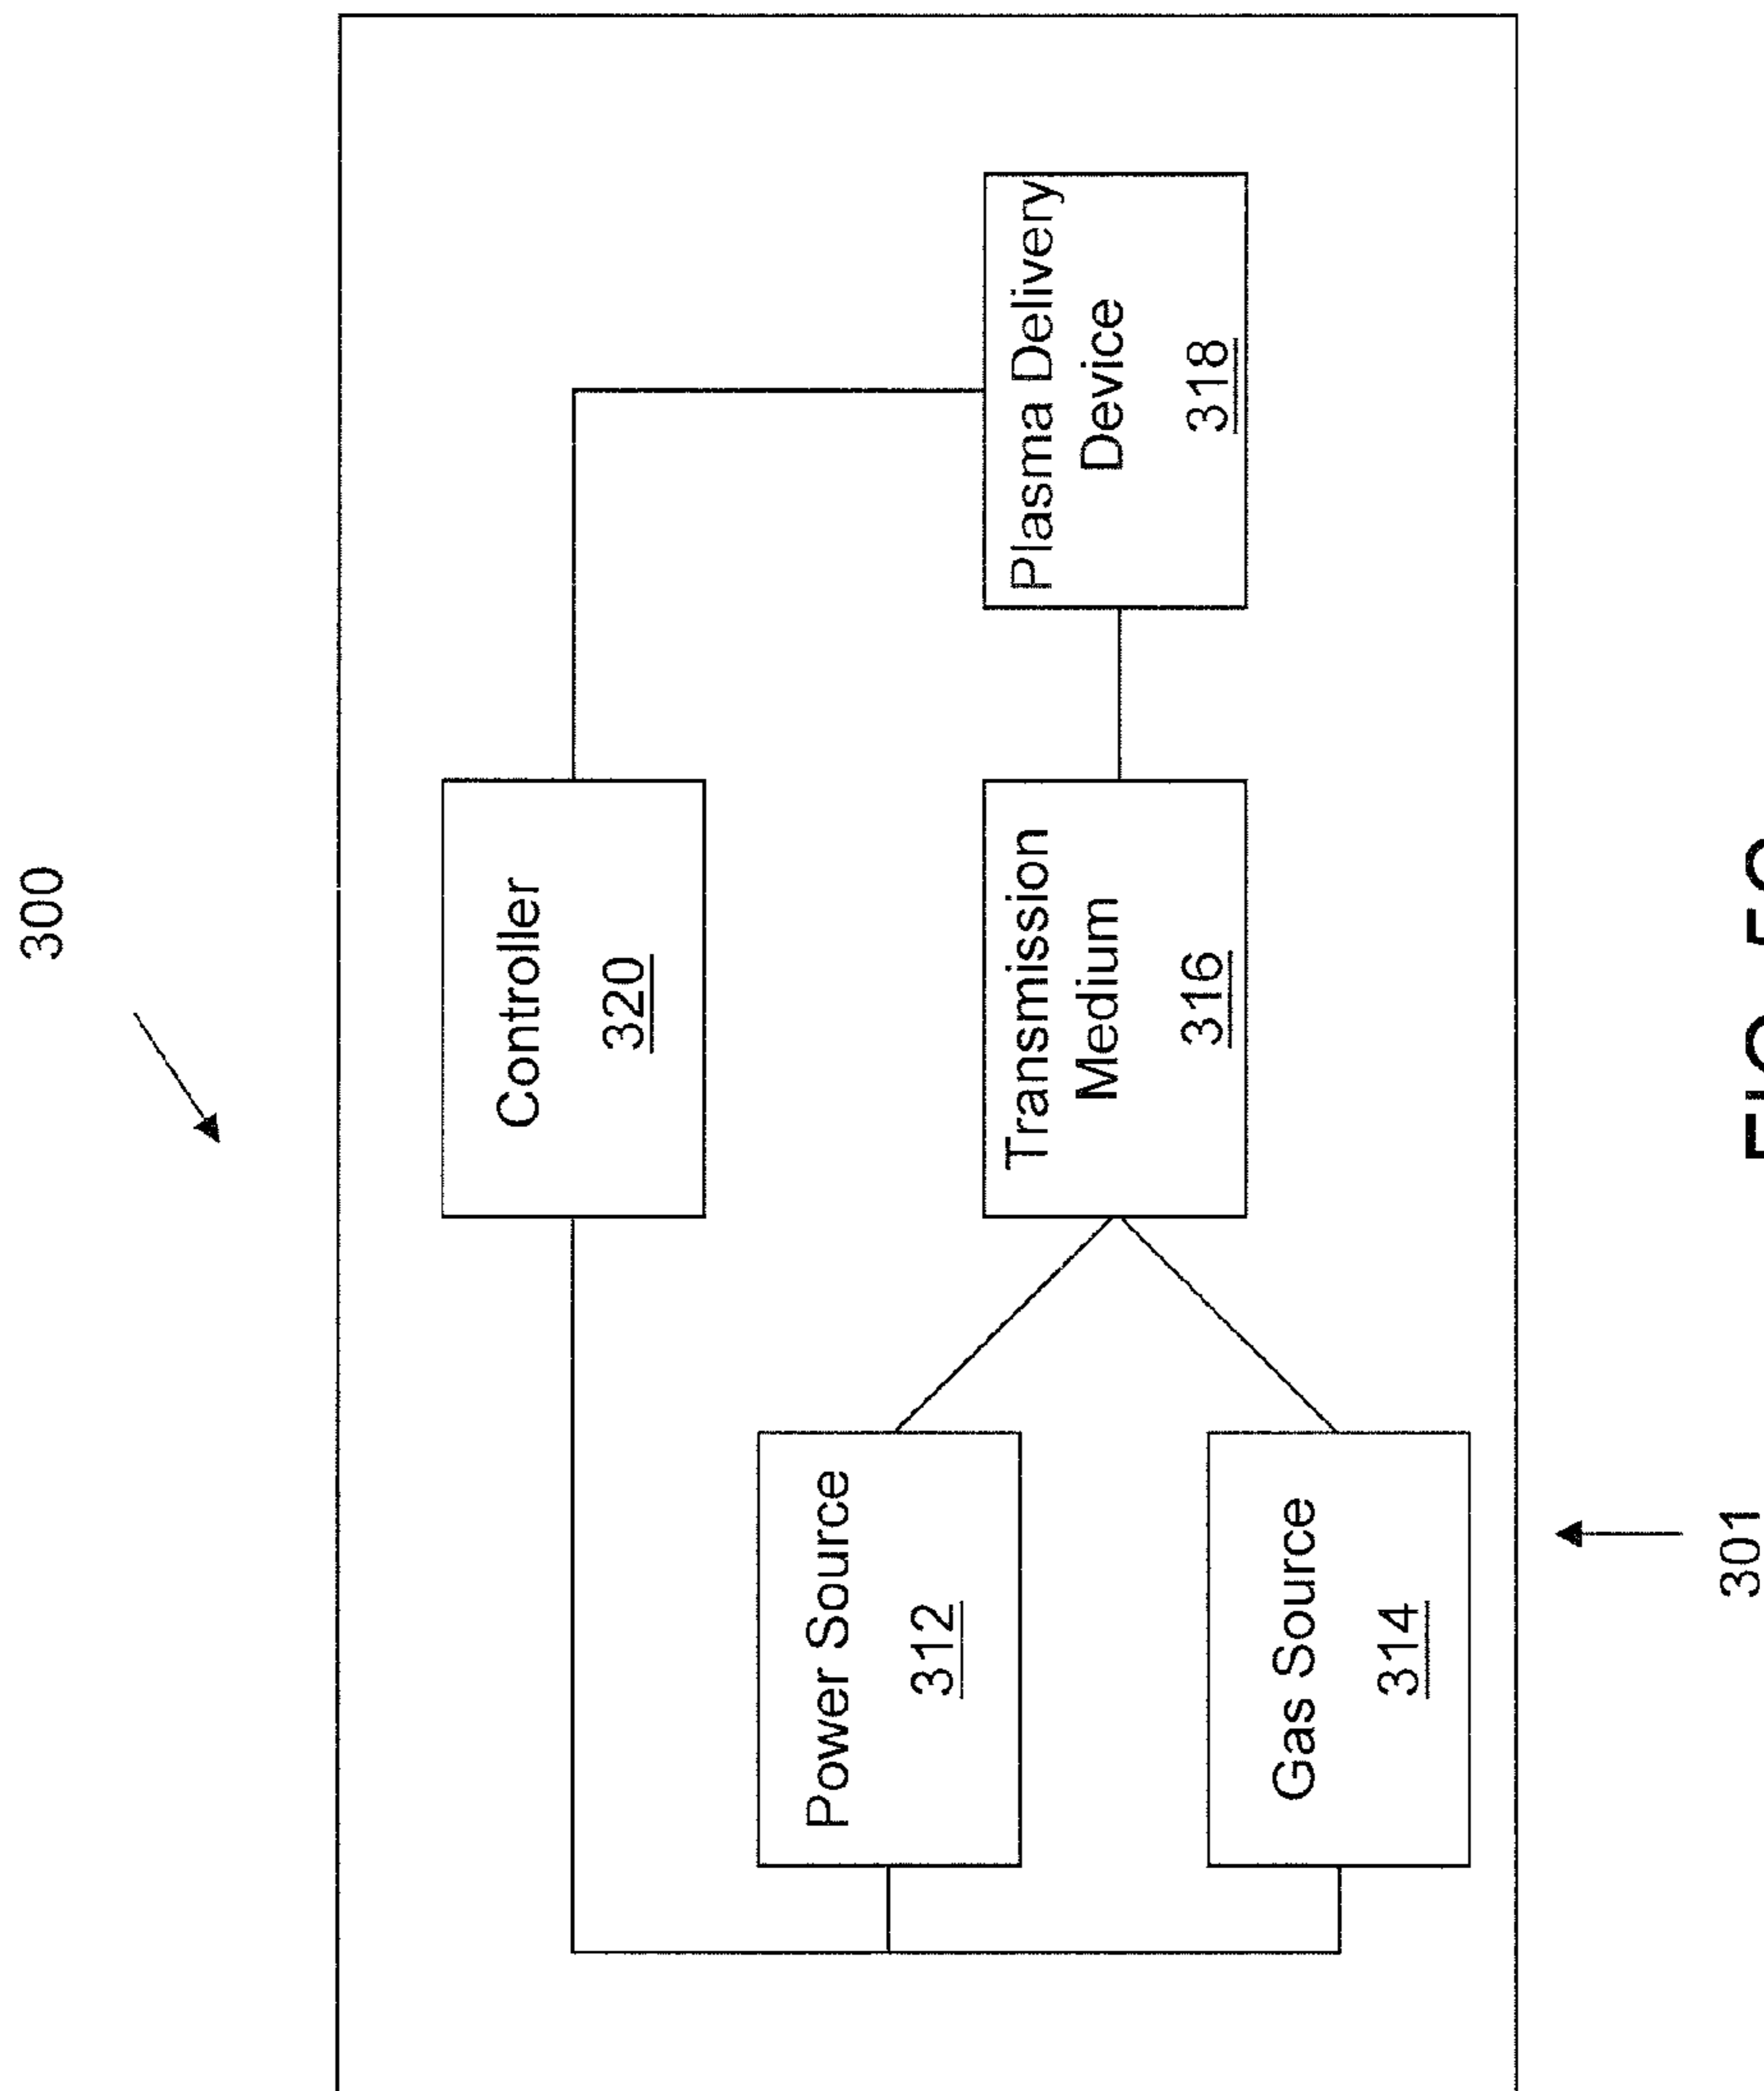 300
Controller
320
Power Source
312
Transmission
Medium
316
Plasma Delivery
Device
318
Gas Source
314
301